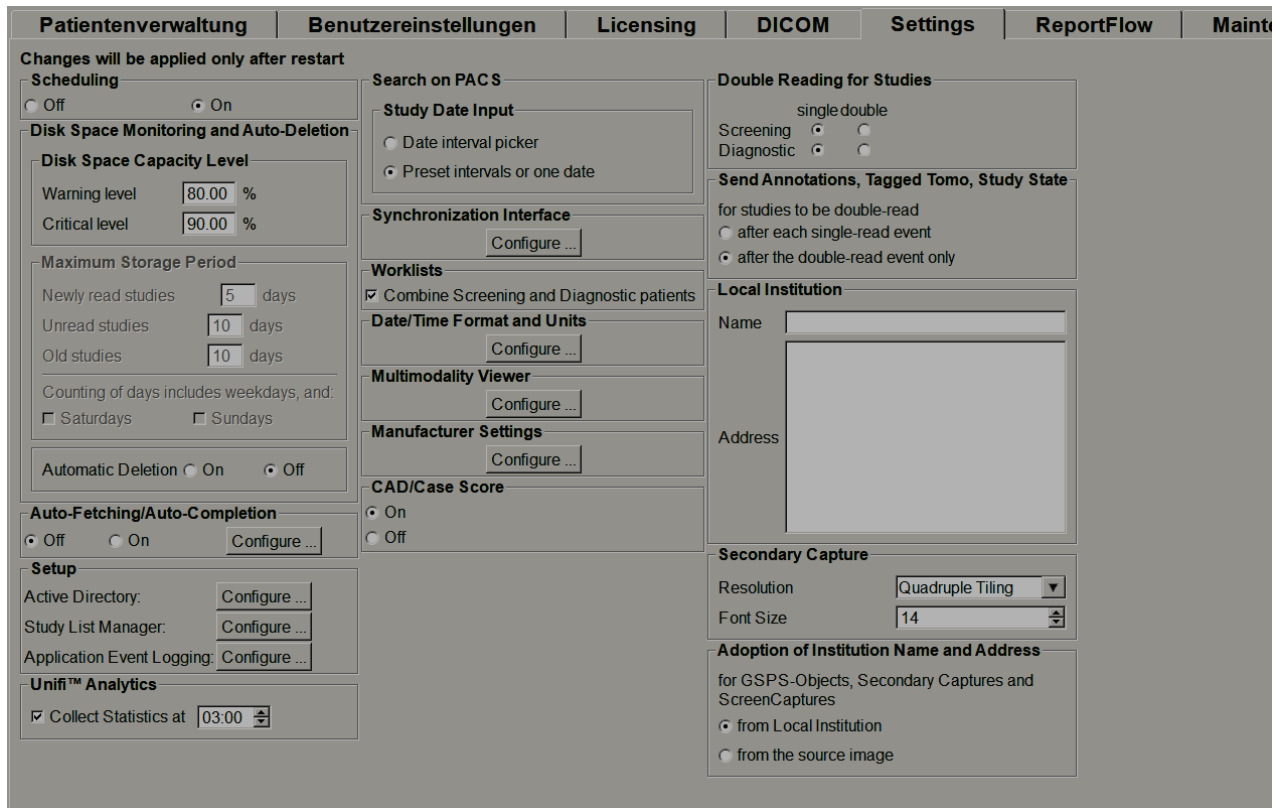 Patientenverwaltung Benutzereinstellungen Licensing DICOM Settings ReportFlow
Changes will be applied only after restart
Scheduling
Off On
Disk Space Monitoring and Auto-Deletion
Disk Space Capacity Level
Warning level 80.00 %
Critical level 90.00 %
Maximum Storage Period
Newly read studies 5 days
Unread studies 10 days
Old studies 10 days
Counting of days includes weekdays, and:
Saturdays Sundays
Automatic Deletion On Off
Auto-Fetching/Auto-Completion
Off On Configure ...
Setup
Active Directory: Configure ...
Study List Manager: Configure ...
Application Event Logging: Configure ...
Unifi™ Analytics
Collect Statistics at 03:00
Search on PACS
Study Date Input
Date interval picker
Preset intervals or one date
Synchronization Interface
Configure ...
Worklists
Combine Screening and Diagnostic patients
Date/Time Format and Units
Configure ...
Multimodality Viewer
Configure ...
Manufacturer Settings
Configure ...
CAD/Case Score
On
Off
Double Reading for Studies
single double
Screening
Diagnostic
Send Annotations, Tagged Tomo, Study State
for studies to be double-read
after each single-read event
after the double-read event only
Local Institution
Name
Address
Secondary Capture
Resolution Quadruple Tiling
Font Size 14
Adoption of Institution Name and Address
for GSPS-Objects, Secondary Captures and
ScreenCaptures
from Local Institution
from the source image